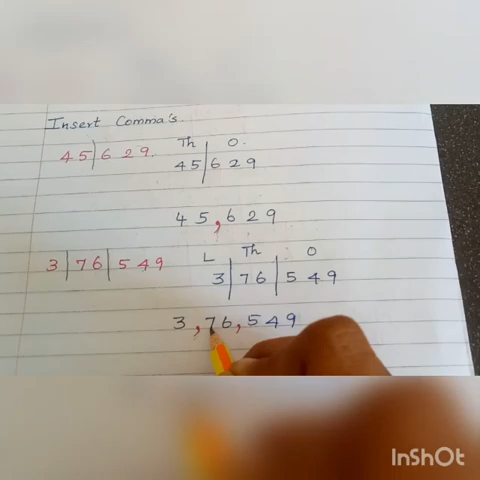 Insert Comma's.
45|629. Th O.
45|629
45,629
3|76|549 L Th O
3|76|549
3,76,549
InShOt